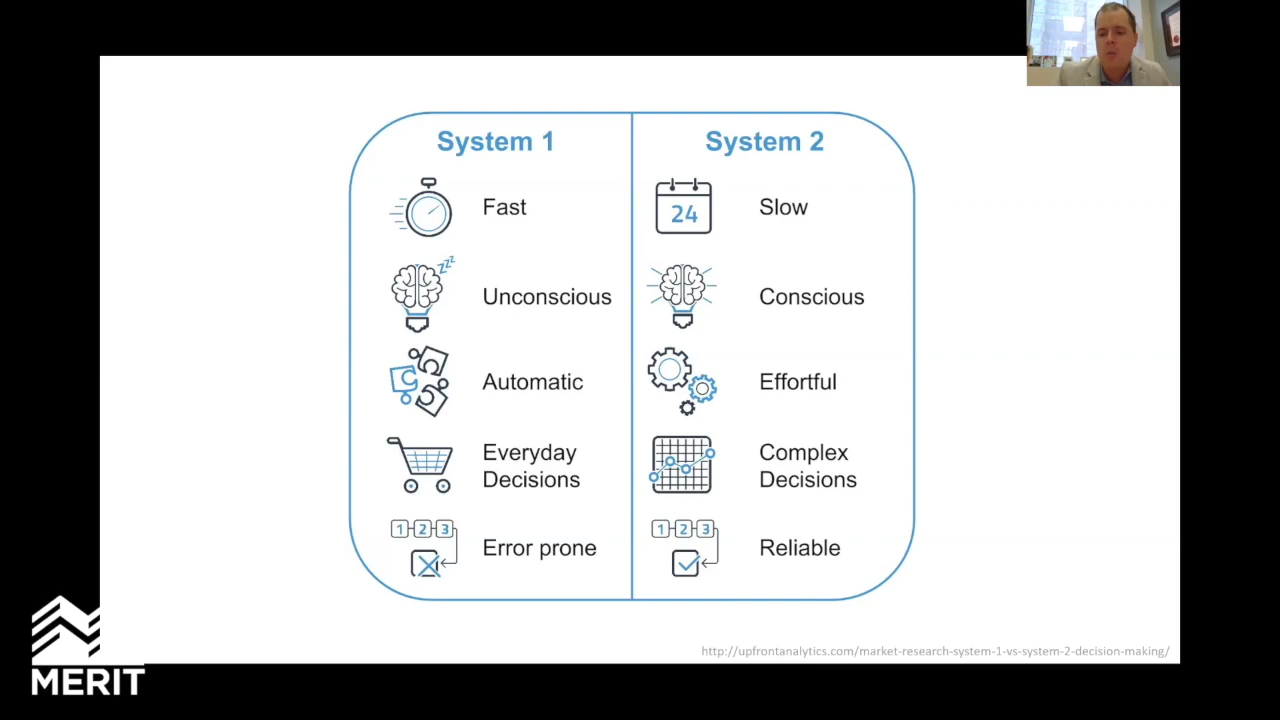 System 1
System 2
Fast
24
Slow
zzz
Unconscious
Conscious
Automatic
Effortful
Everyday
Decisions
Complex
Decisions
1 2 3
Error prone
1 2 3
Reliable
http://upfrontanalytics.com/market-research-system-1-vs-system-2-decision-making/
MERIT